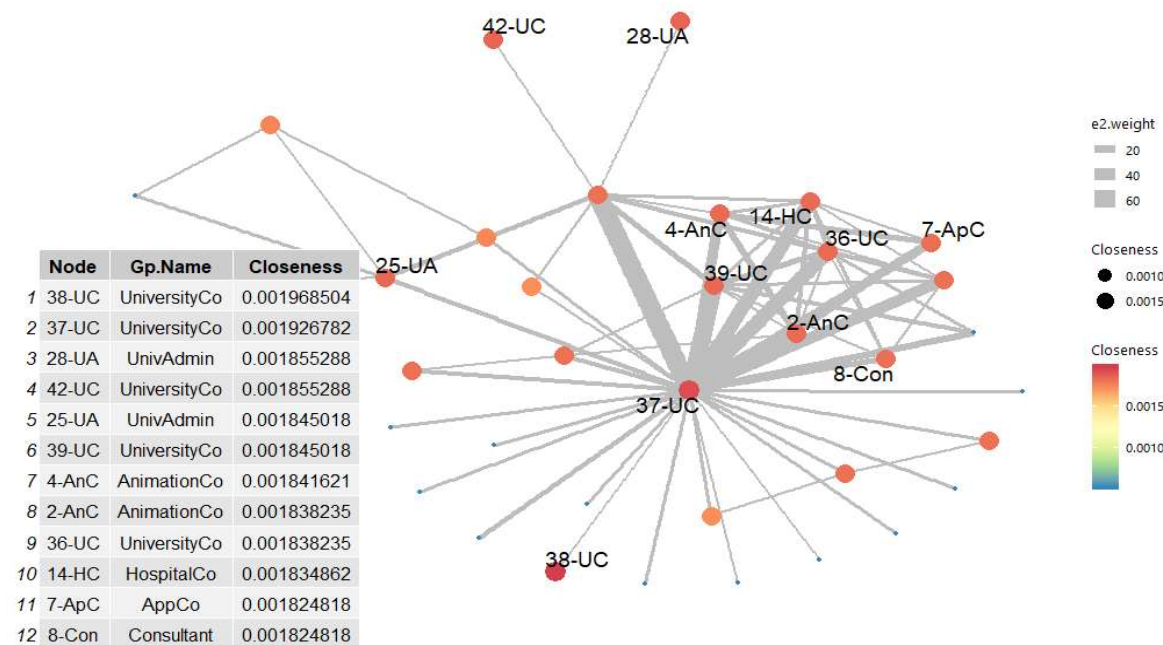 42-UC
28-UA
e2.weight
20
40
60
14-HC
4-AnC
7-ApC
36-UC
Closeness
0.0010
0.0015
25-UA
39-UC
2-AnC
8-Con
37-UC
Closeness
0.0015
0.0010
38-UC
Node Gp.Name Closeness
1 38-UC UniversityCo 0.001968504
2 37-UC UniversityCo 0.001926782
3 28-UA UnivAdmin 0.001855288
4 42-UC UniversityCo 0.001855288
5 25-UA UnivAdmin 0.001845018
6 39-UC UniversityCo 0.001845018
7 4-AnC AnimationCo 0.001841621
8 2-AnC AnimationCo 0.001838235
9 36-UC UniversityCo 0.001838235
10 14-HC HospitalCo 0.001834862
11 7-ApC AppCo 0.001824818
12 8-Con Consultant 0.001824818